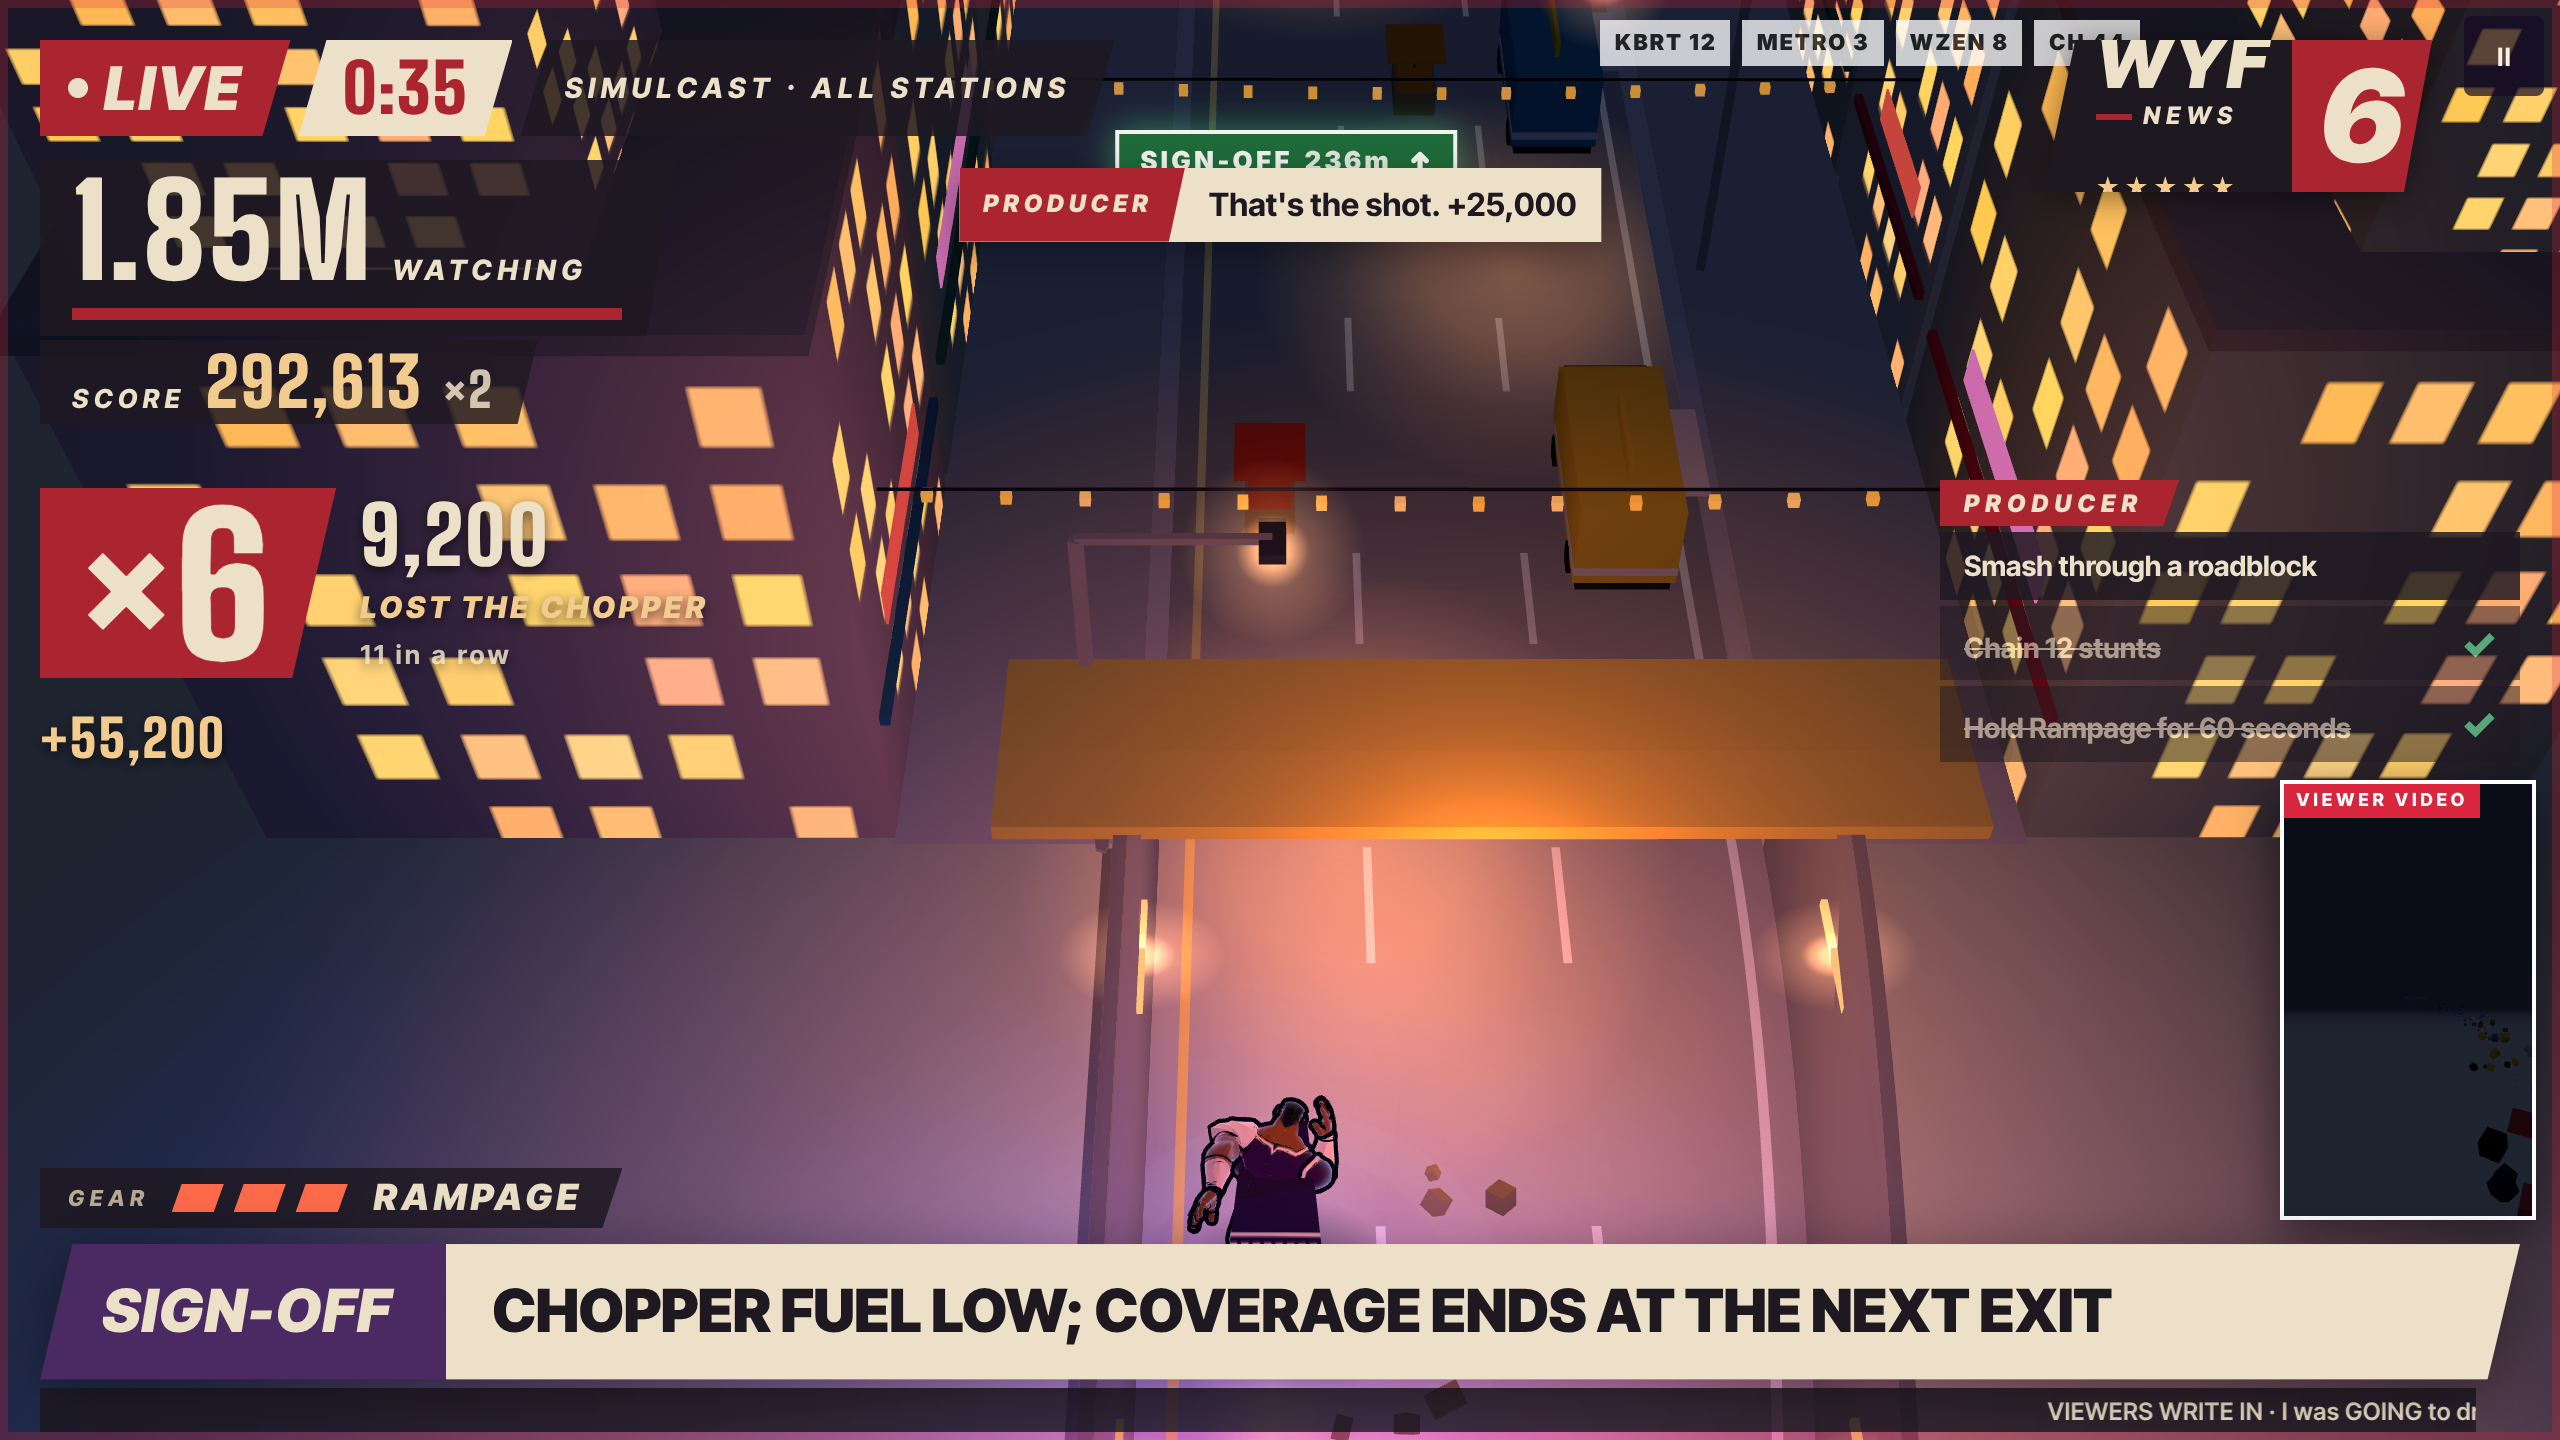 LIVE
0:35
SIMULCAST · ALL STATIONS
KBRT 12
METRO 3
WZEN 8
WYF
NEWS
6
★★★★★
1.85M WATCHING
SIGN-OFF 236m ↑
PRODUCER
That's the shot. +25,000
SCORE 292,613 ×2
×6
9,200
LOST THE CHOPPER
11 in a row
+55,200
PRODUCER
Smash through a roadblock
Chain 12 stunts
Hold Rampage for 60 seconds
VIEWER VIDEO
GEAR RAMPAGE
SIGN-OFF
CHOPPER FUEL LOW; COVERAGE ENDS AT THE NEXT EXIT
VIEWERS WRITE IN · I was GOING to